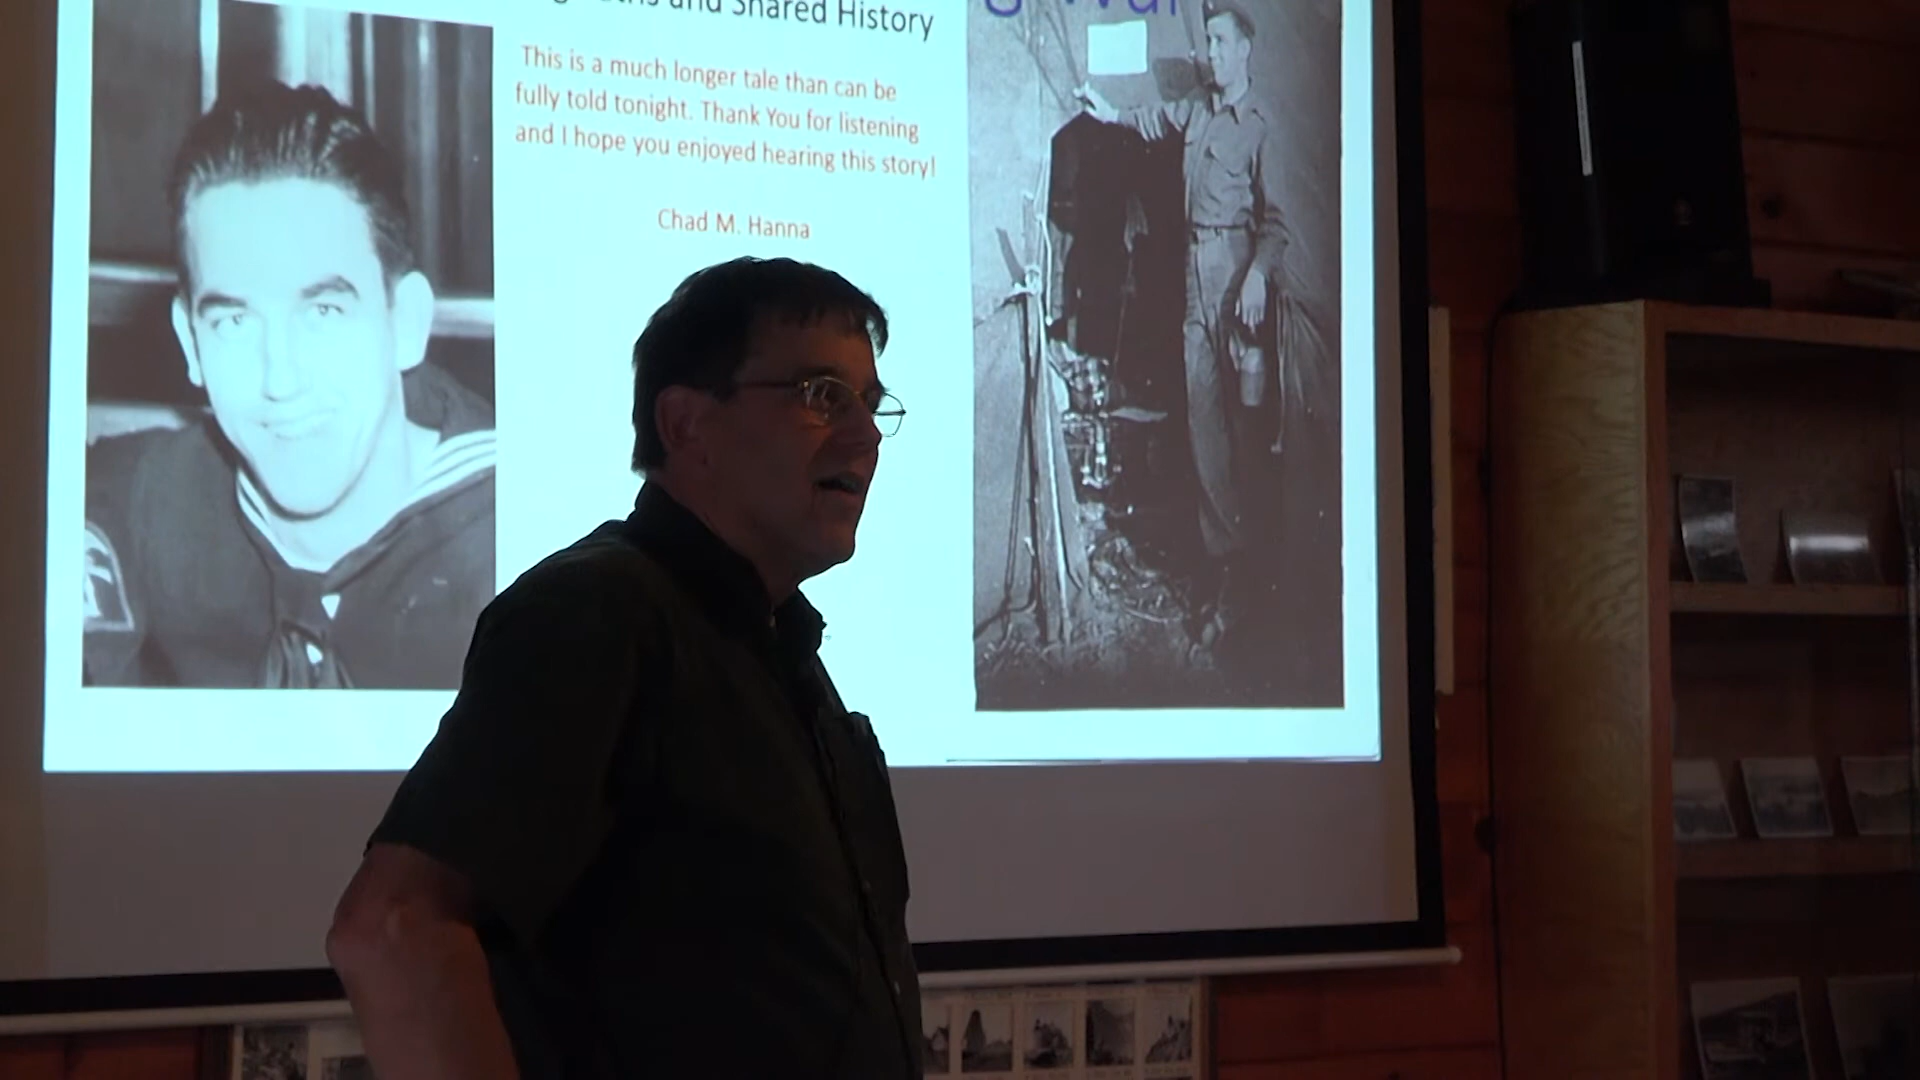 and Shared History
This is a much longer tale than can be
fully told tonight. Thank You for listening
and I hope you enjoyed hearing this story!
Chad M. Hanna